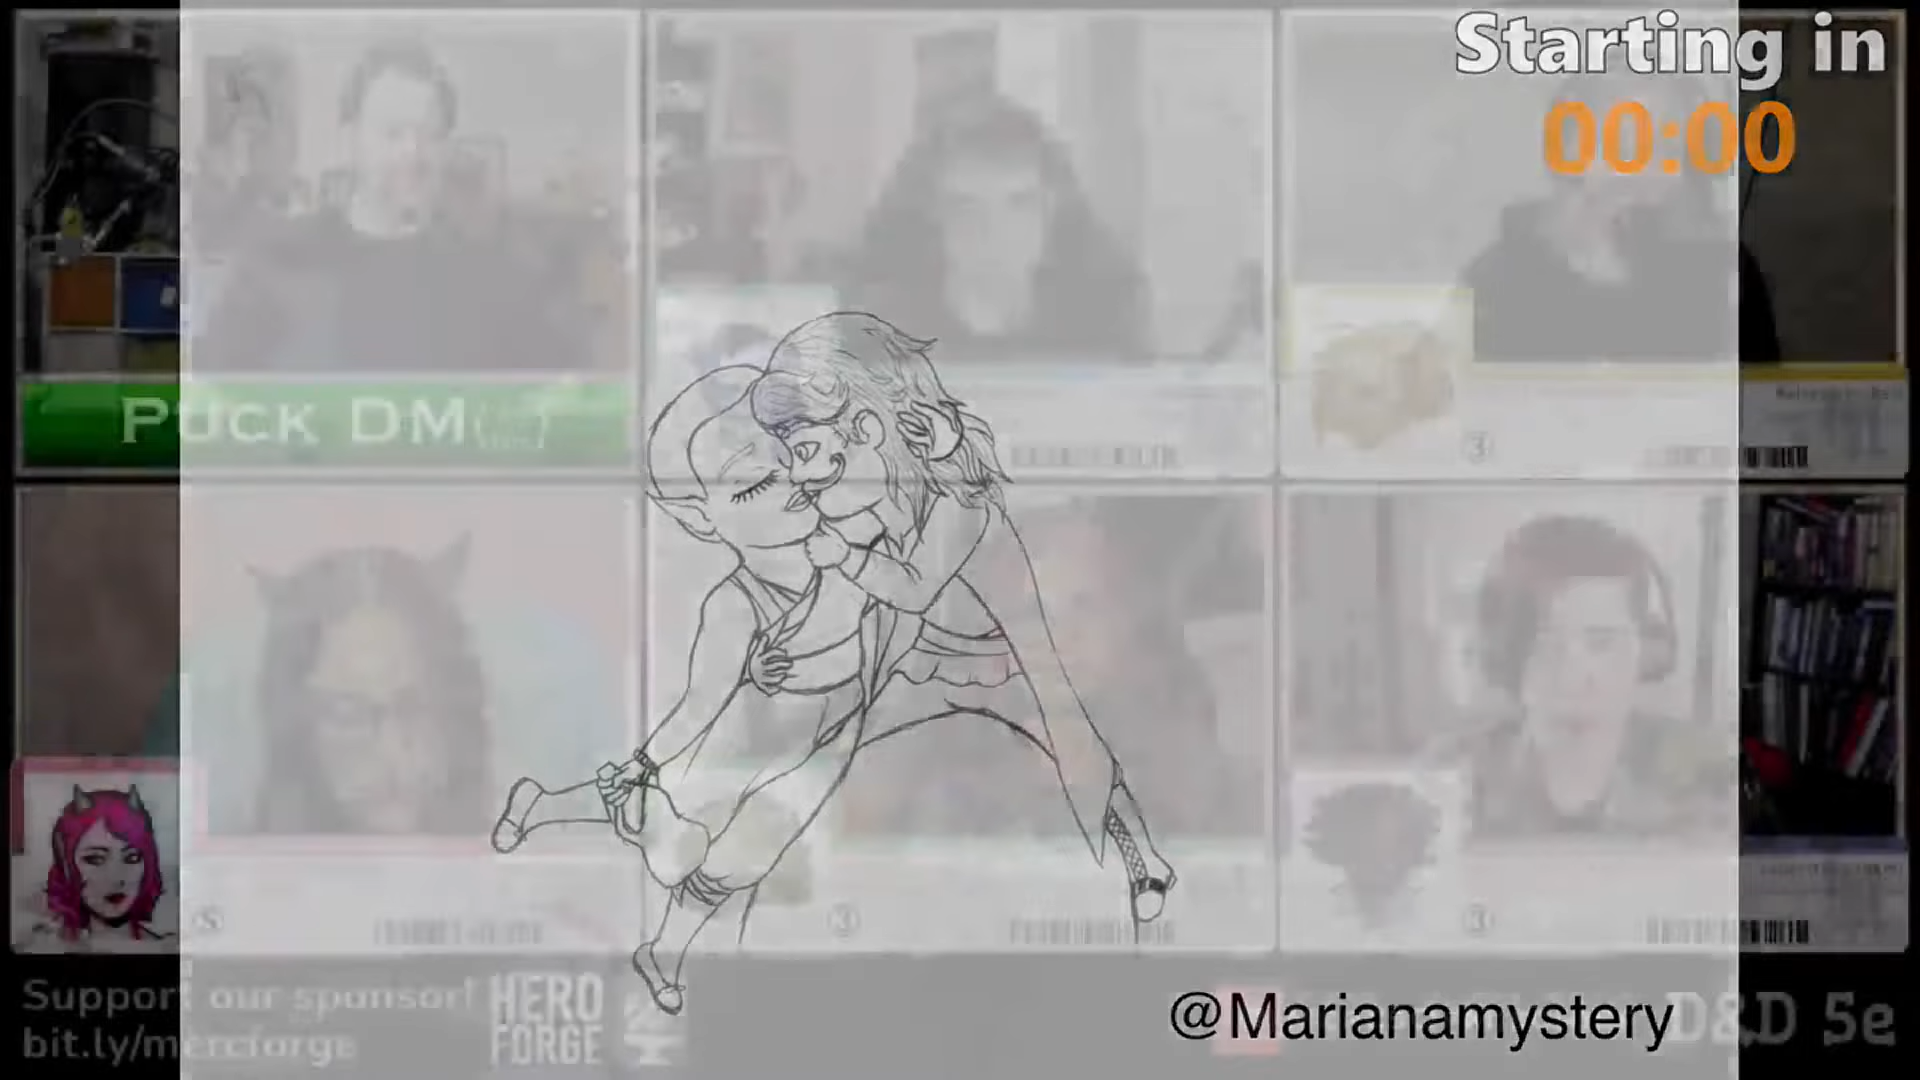 Starting in
00:00
PUCK DM
Support our sponsor!
bit.ly/mercforge
HERO
FORGE
@Marianamystery
D&D 5e